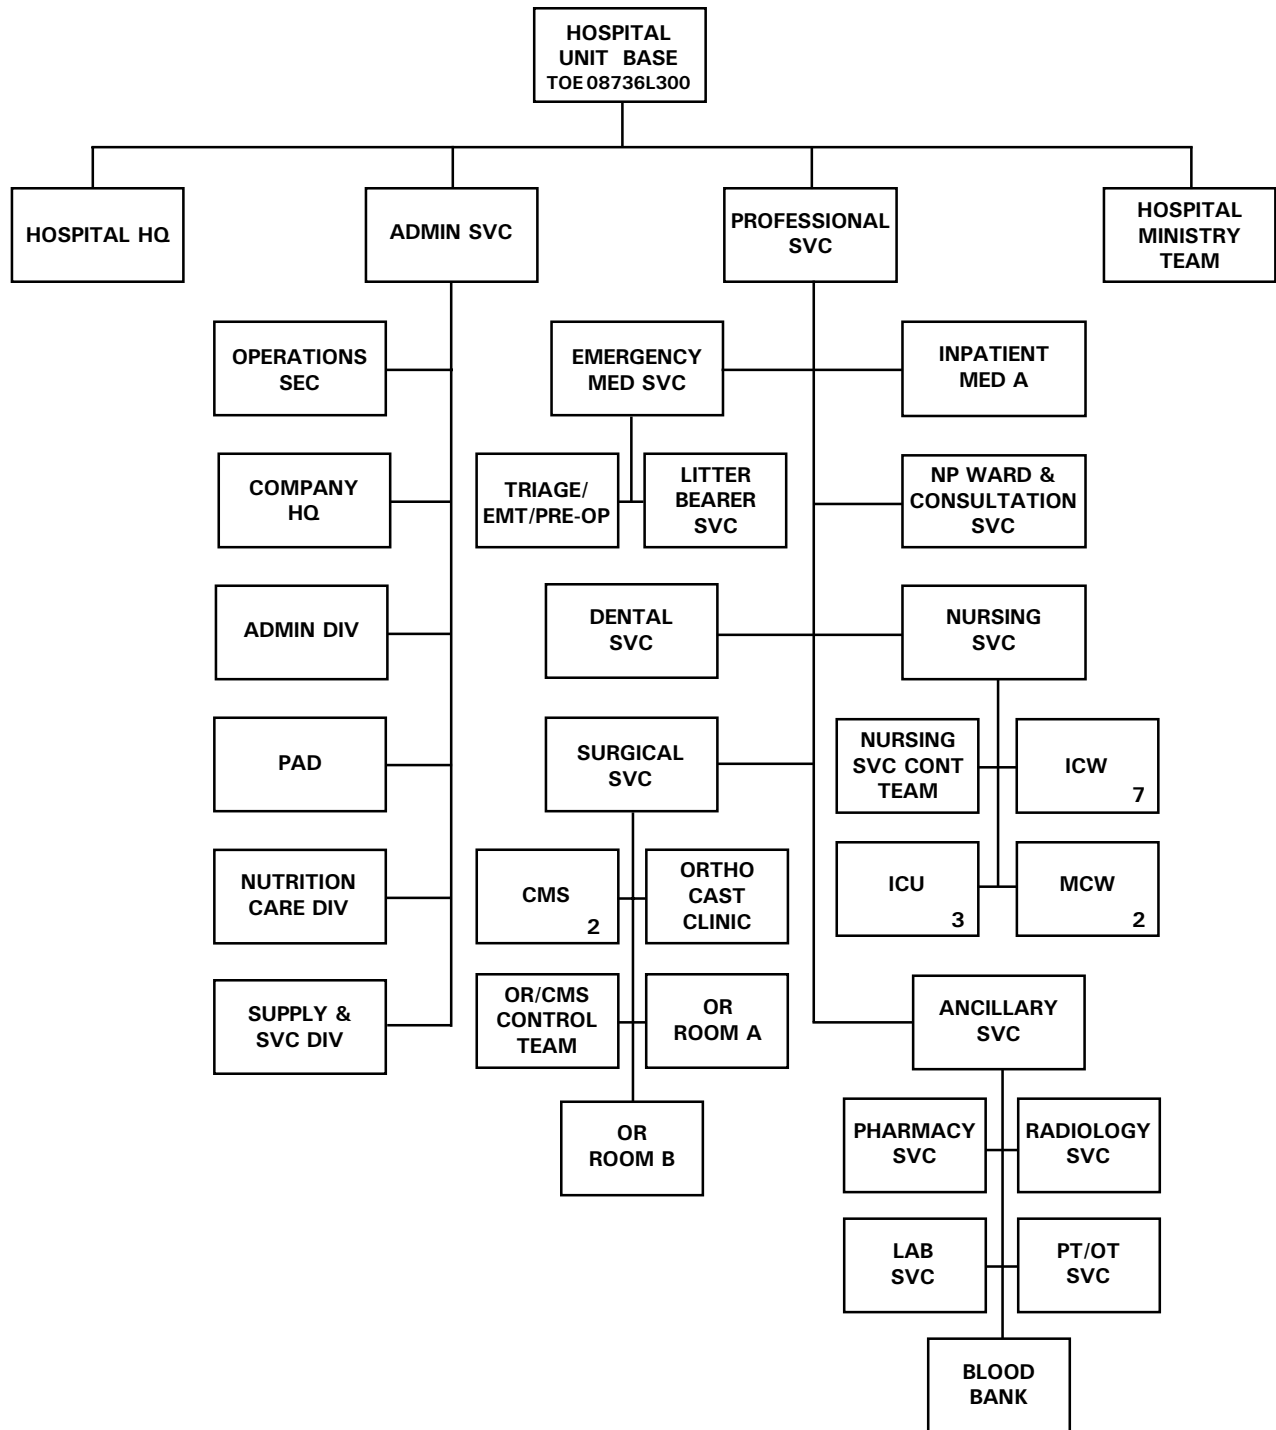 HOSPITAL
UNIT BASE
TOE 08736L300
HOSPITAL HQ
ADMIN SVC
PROFESSIONAL
SVC
HOSPITAL
MINISTRY
TEAM
OPERATIONS
SEC
EMERGENCY
MED SVC
INPATIENT
MED A
COMPANY
HQ
TRIAGE/
EMT/PRE-OP
LITTER
BEARER
SVC
NP WARD &
CONSULTATION
SVC
ADMIN DIV
DENTAL
SVC
NURSING
SVC
PAD
SURGICAL
SVC
NURSING
SVC CONT
TEAM
ICW
7
NUTRITION
CARE DIV
CMS
2
ORTHO
CAST
CLINIC
ICU
3
MCW
2
SUPPLY &
SVC DIV
OR/CMS
CONTROL
TEAM
OR
ROOM A
ANCILLARY
SVC
OR
ROOM B
PHARMACY
SVC
RADIOLOGY
SVC
LAB
SVC
PT/OT
SVC
BLOOD
BANK